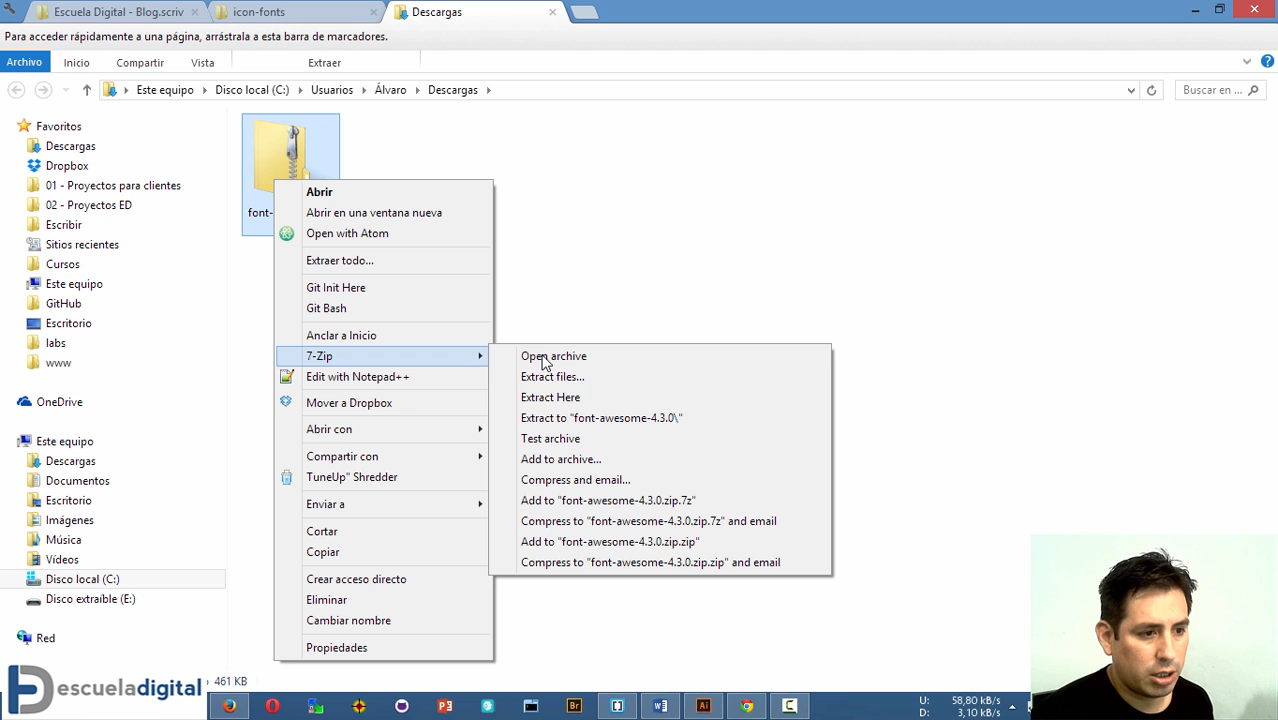 Escuela Digital - Blog.scriv
icon-fonts
Descargas
Para acceder rápidamente a una página, arrástrala a esta barra de marcadores.
Archivo
Inicio
Compartir
Vista
Extraer
Este equipo
Disco local (C:)
Usuarios
Álvaro
Descargas
Buscar en ...
Favoritos
Descargas
Dropbox
01 - Proyectos para clientes
02 - Proyectos ED
Escribir
Sitios recientes
Cursos
Este equipo
GitHub
Escritorio
labs
www
OneDrive
Este equipo
Descargas
Documentos
Escritorio
Imágenes
Música
Vídeos
Disco local (C:)
Disco extraíble (E:)
Red
font-
Abrir
Abrir en una ventana nueva
Open with Atom
Extraer todo...
Git Init Here
Git Bash
Anclar a Inicio
7-Zip
Edit with Notepad++
Mover a Dropbox
Abrir con
Compartir con
TuneUp" Shredder
Enviar a
Cortar
Copiar
Crear acceso directo
Eliminar
Cambiar nombre
Propiedades
Open archive
Extract files...
Extract Here
Extract to "font-awesome-4.3.0\"
Test archive
Add to archive...
Compress and email...
Add to "font-awesome-4.3.0.zip.7z"
Compress to "font-awesome-4.3.0.zip.7z" and email
Add to "font-awesome-4.3.0.zip.zip"
Compress to "font-awesome-4.3.0.zip.zip" and email
461 KB
escueladigital
Br
Ai
U: 58,80 kB/s
D: 3,10 kB/s